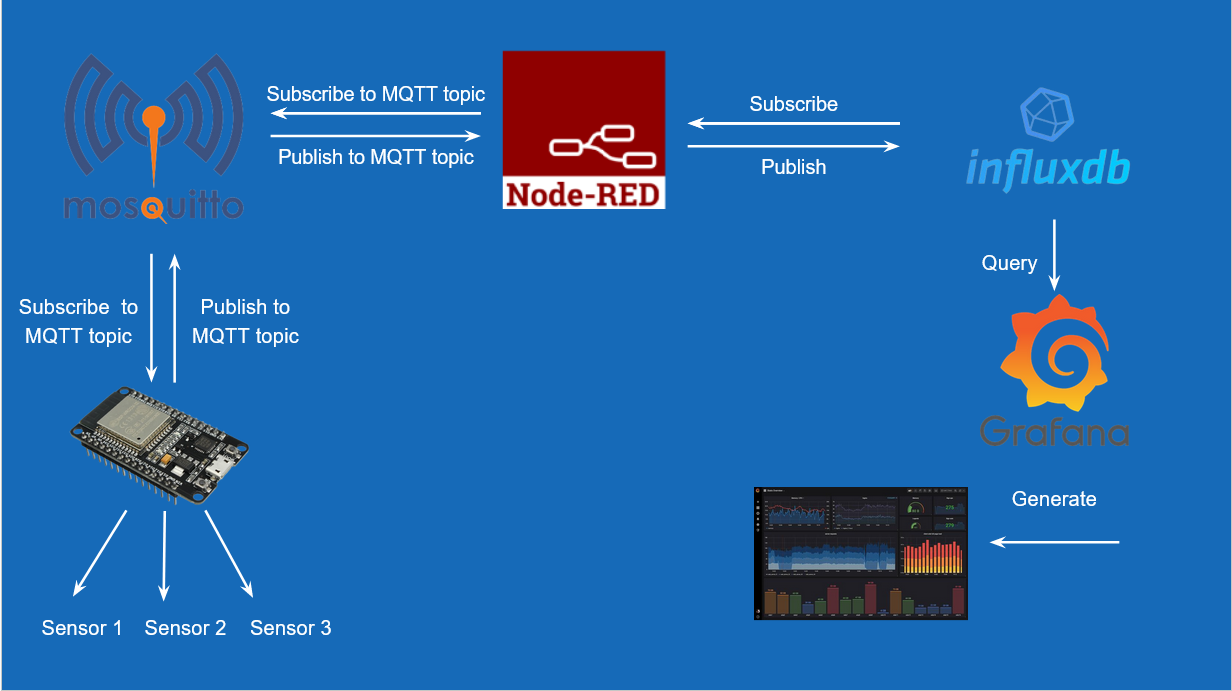 Subscribe to MQTT topic
Publish to MQTT topic
mosquitto
Node-RED
Subscribe
Publish
influxdb
Query
Subscribe to
MQTT topic
Publish to
MQTT topic
Grafana
Generate
Sensor 1
Sensor 2
Sensor 3